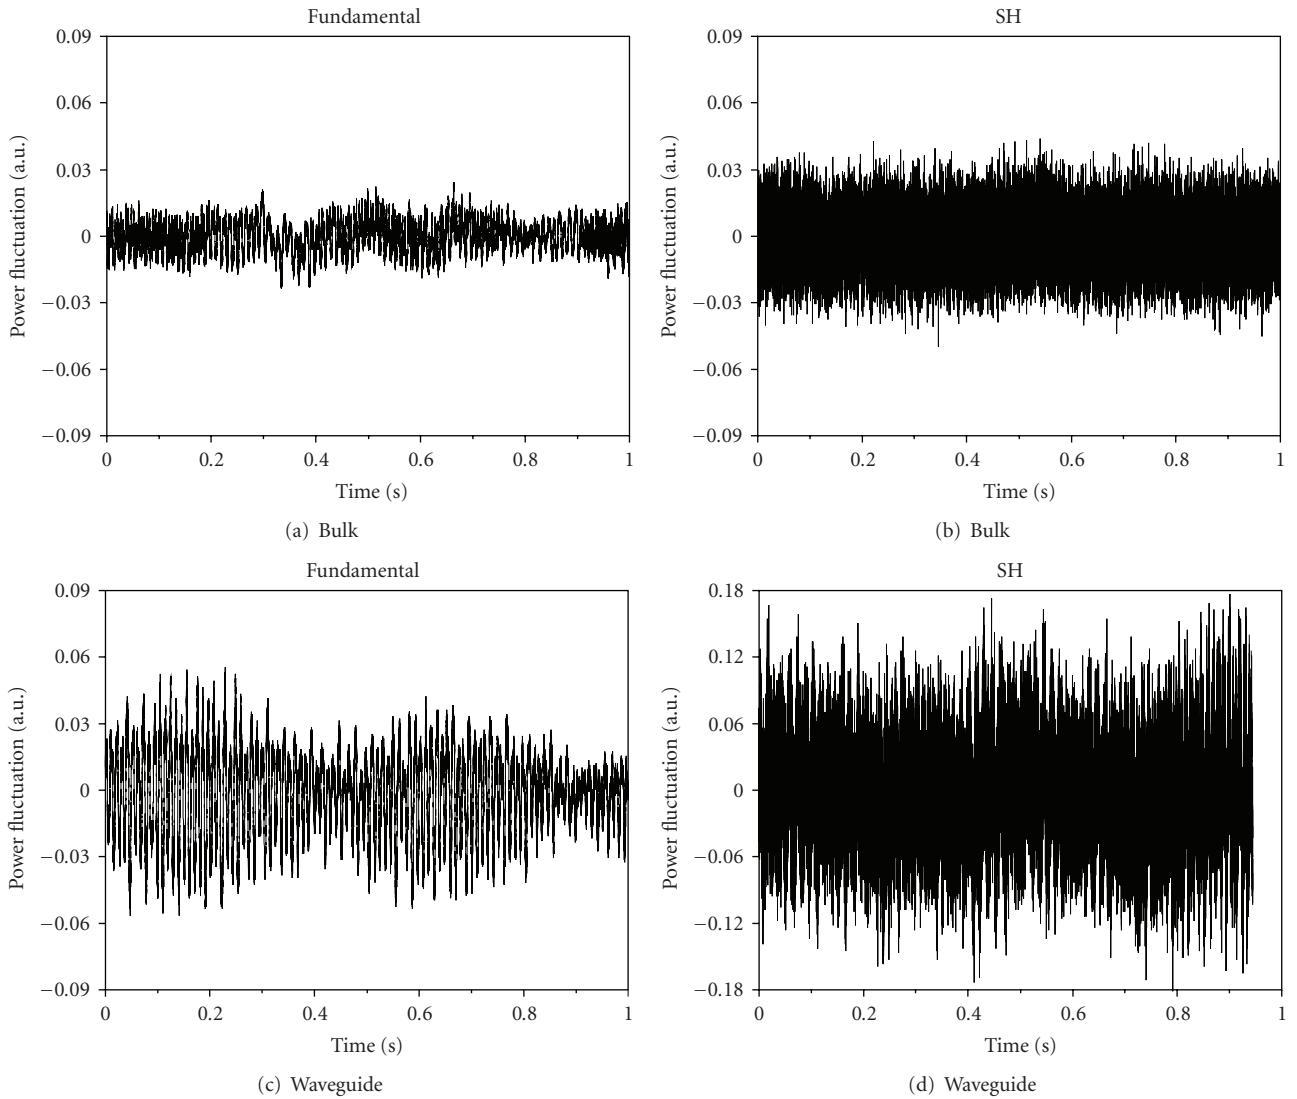 Fundamental
0.09
0.06
0.03
0
−0.03
−0.06
−0.09
Power fluctuation (a.u.)
0 0.2 0.4 0.6 0.8 1
Time (s)
(a) Bulk
SH
0.09
0.06
0.03
0
−0.03
−0.06
−0.09
Power fluctuation (a.u.)
0 0.2 0.4 0.6 0.8 1
Time (s)
(b) Bulk
Fundamental
0.09
0.06
0.03
0
−0.03
−0.06
−0.09
Power fluctuation (a.u.)
0 0.2 0.4 0.6 0.8 1
Time (s)
(c) Waveguide
SH
0.18
0.12
0.06
0
−0.06
−0.12
−0.18
Power fluctuation (a.u.)
0 0.2 0.4 0.6 0.8 1
Time (s)
(d) Waveguide